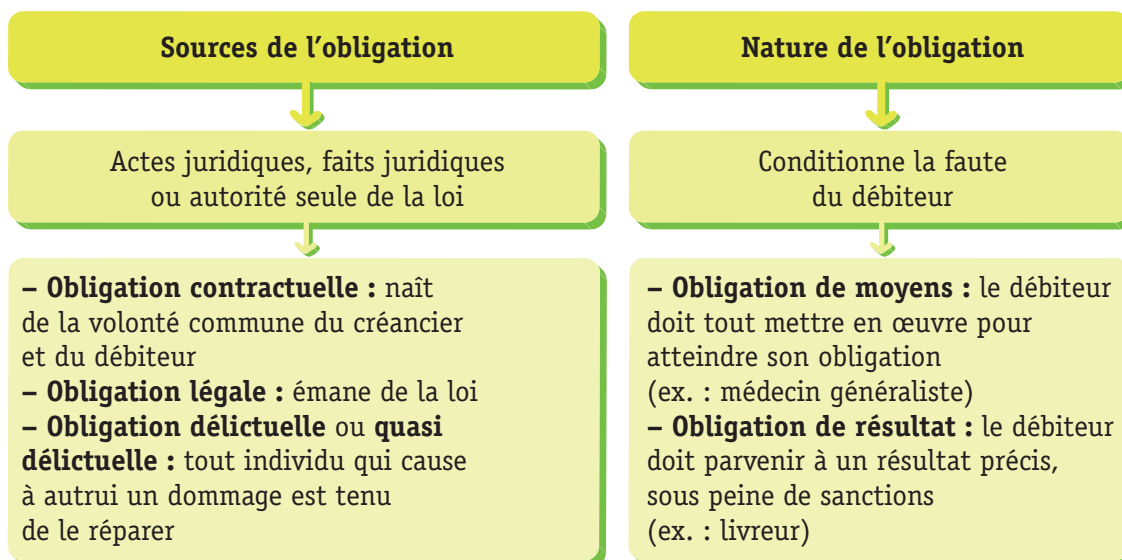 Sources de l’obligation
Actes juridiques, faits juridiques
ou autorité seule de la loi
– Obligation contractuelle : naît
de la volonté commune du créancier
et du débiteur
– Obligation légale : émane de la loi
– Obligation délictuelle ou quasi
délictuelle : tout individu qui cause
à autrui un dommage est tenu
de le réparer
Nature de l’obligation
Conditionne la faute
du débiteur
– Obligation de moyens : le débiteur
doit tout mettre en œuvre pour
atteindre son obligation
(ex. : médecin généraliste)
– Obligation de résultat : le débiteur
doit parvenir à un résultat précis,
sous peine de sanctions
(ex. : livreur)